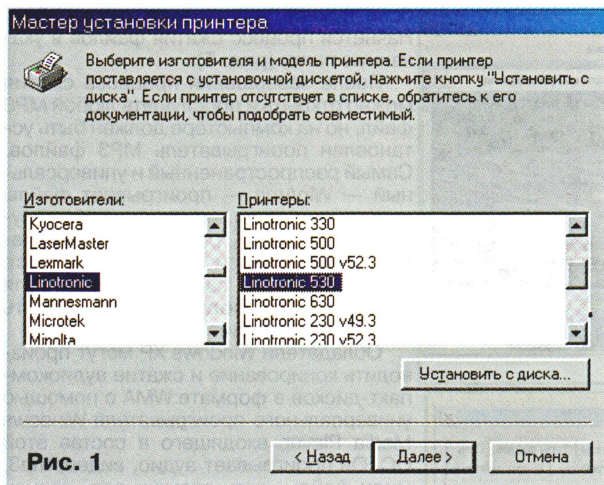 Мастер установки принтера
Выберите изготовителя и модель принтера. Если принтер
поставляется с установочной дискетой, нажмите кнопку "Установить с
диска". Если принтер отсутствует в списке, обратитесь к его
документации, чтобы подобрать совместимый.
Изготовители:
Kyocera
LaserMaster
Lexmark
Linotronic
Mannesmann
Microtek
Minolta
Принтеры:
Linotronic 330
Linotronic 500
Linotronic 500 v52.3
Linotronic 530
Linotronic 630
Linotronic 230 v49.3
Linotronic 230 v52.3
Установить с диска...
Рис. 1
< Назад
Далее >
Отмена